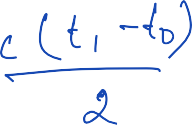 c (t₁ - t₀)
2